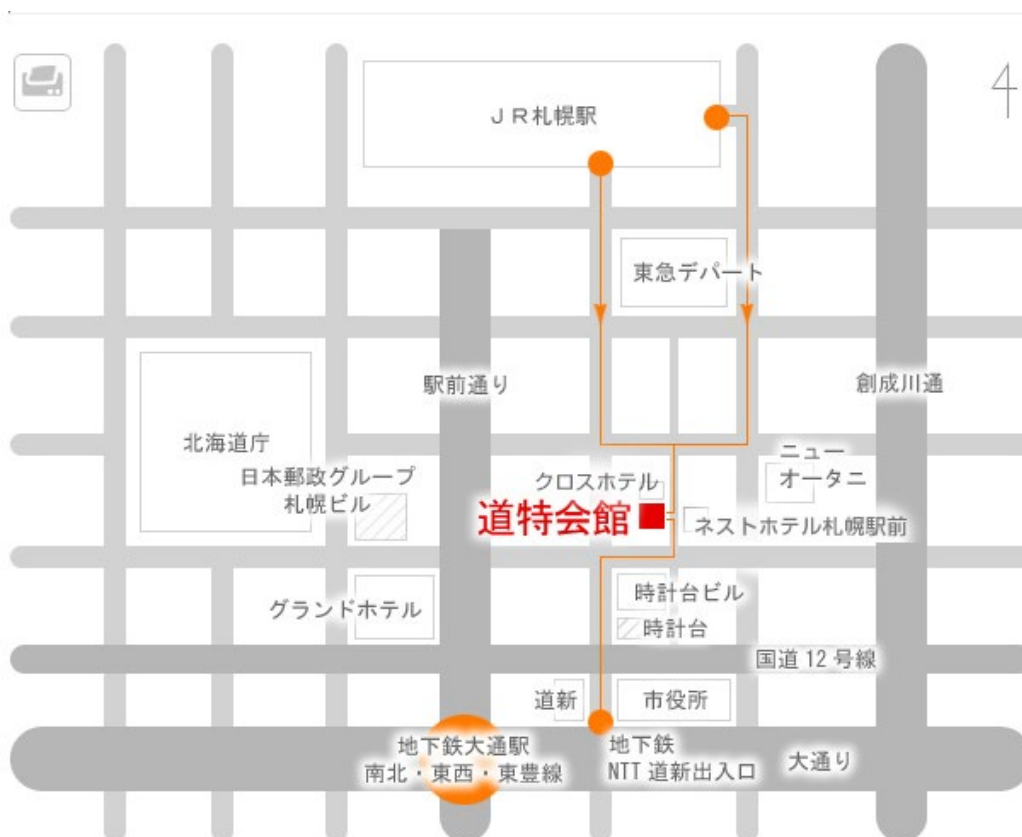 ＪＲ札幌駅
東急デパート
駅前通り
創成川通
北海道庁
日本郵政グループ
札幌ビル
クロスホテル
ニュー
オータニ
道特会館
ネストホテル札幌駅前
グランドホテル
時計台ビル
時計台
国道12号線
道新
市役所
地下鉄大通駅
南北・東西・東豊線
地下鉄
NTT道新出入口
大通り